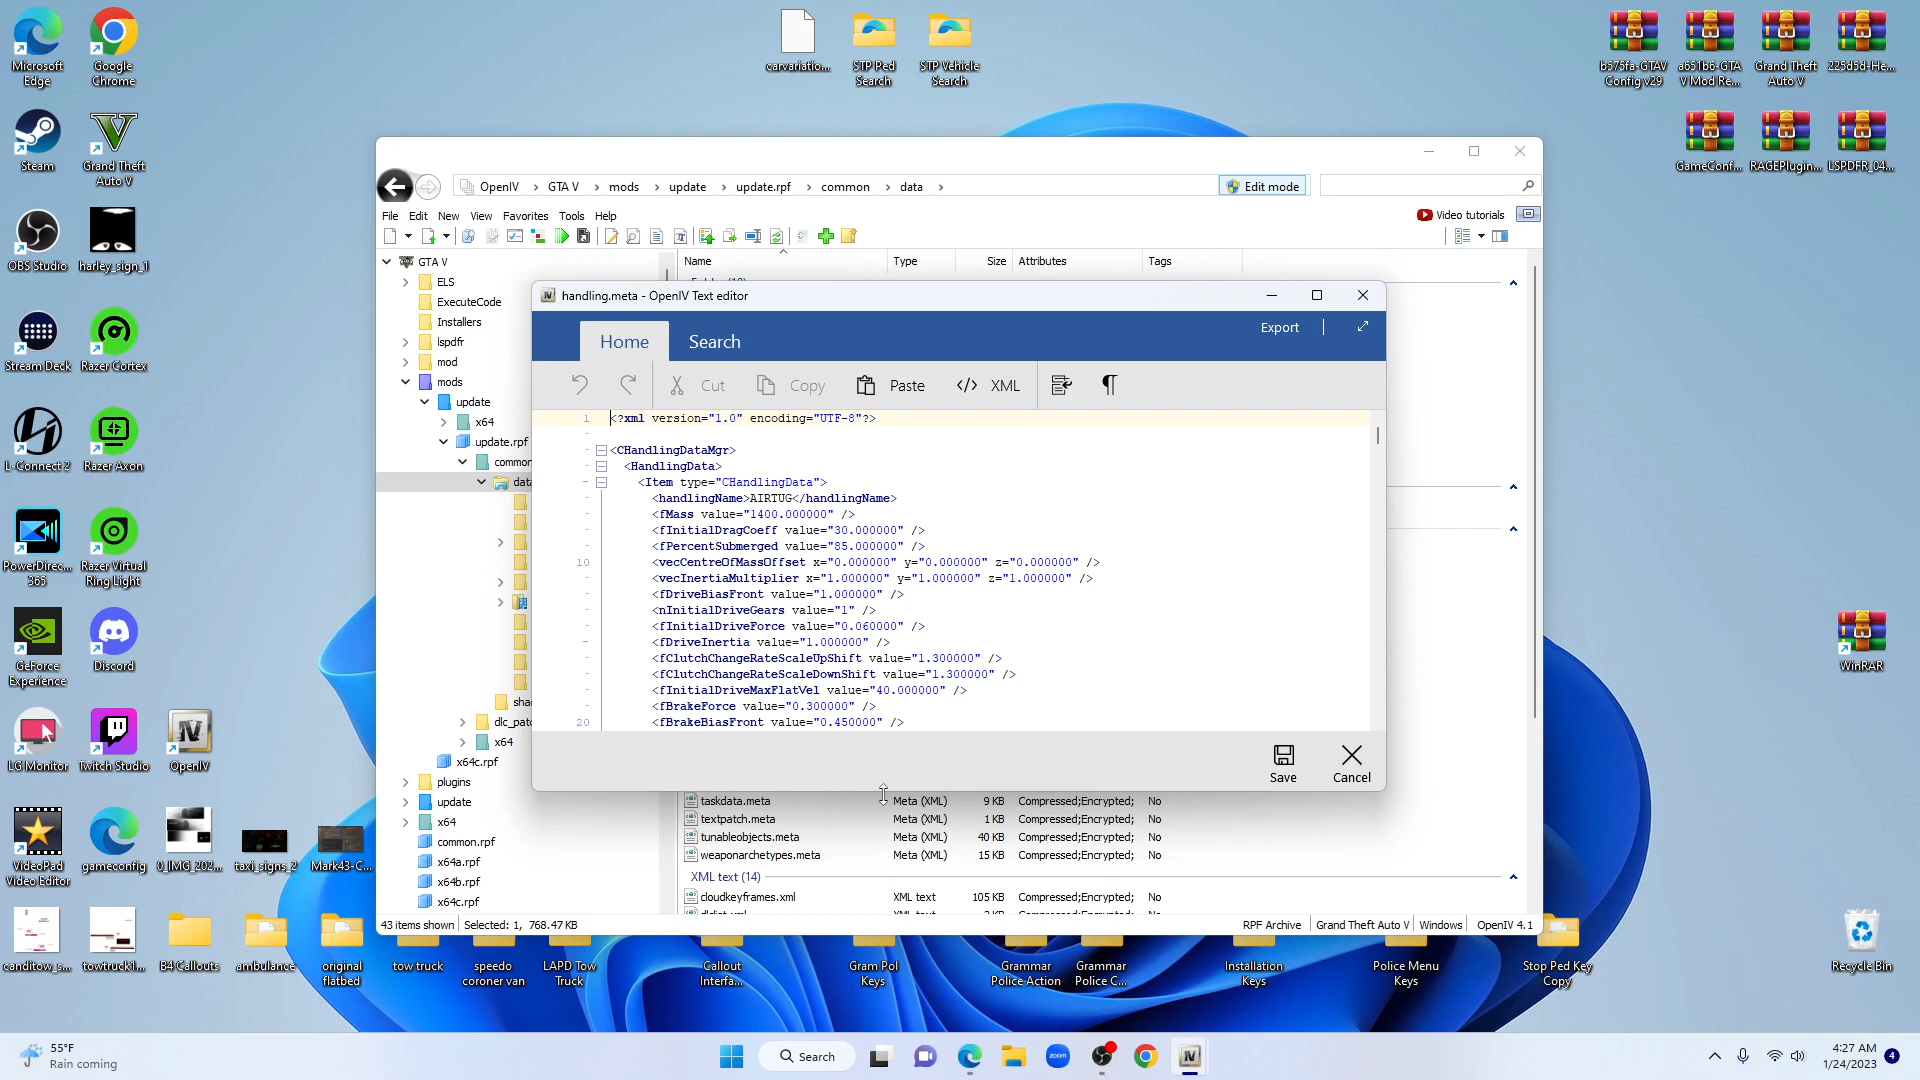 Microsoft Edge
Google Chrome
carvariatio...
STP Ped Search
STP Vehicle Search
b575fa-GTAV Config v29
a651b6-GTA V Mod Re...
Grand Theft Auto V
225d5d-He...
Steam
Grand Theft Auto V
GameConf...
RAGEPlugin...
LSPDFR_04...
OpenIV
GTA V
mods
update
update.rpf
common
data
Edit mode
File Edit New View Favorites Tools Help
Video tutorials
OBS Studio
harley_sign_1
GTA V
Name Type Size Attributes Tags
ELS
ExecuteCode
Installers
lspdfr
mod
mods
update
x64
update.rpf
common
data
dlc_patc
x64
x64c.rpf
plugins
update
x64
common.rpf
x64a.rpf
x64b.rpf
x64c.rpf
handling.meta - OpenIV Text editor
Home Search
Export
Cut Copy Paste XML
1 <?xml version="1.0" encoding="UTF-8"?>
<CHandlingDataMgr>
<HandlingData>
<Item type="CHandlingData">
<handlingName>AIRTUG</handlingName>
<fMass value="1400.000000" />
<fInitialDragCoeff value="30.000000" />
<fPercentSubmerged value="85.000000" />
10 <vecCentreOfMassOffset x="0.000000" y="0.000000" z="0.000000" />
<vecInertiaMultiplier x="1.000000" y="1.000000" z="1.000000" />
<fDriveBiasFront value="1.000000" />
<nInitialDriveGears value="1" />
<fInitialDriveForce value="0.060000" />
<fDriveInertia value="1.000000" />
<fClutchChangeRateScaleUpShift value="1.300000" />
<fClutchChangeRateScaleDownShift value="1.300000" />
<fInitialDriveMaxFlatVel value="40.000000" />
<fBrakeForce value="0.300000" />
20 <fBrakeBiasFront value="0.450000" />
Save
Cancel
taskdata.meta Meta (XML) 9 KB Compressed;Encrypted; No
textpatch.meta Meta (XML) 1 KB Compressed;Encrypted; No
tunableobjects.meta Meta (XML) 40 KB Compressed;Encrypted; No
weaponarchetypes.meta Meta (XML) 15 KB Compressed;Encrypted; No
XML text (14)
cloudkeyframes.xml XML text 105 KB Compressed;Encrypted; No
43 items shown Selected: 1, 768.47 KB
RPF Archive Grand Theft Auto V Windows OpenIV 4.1
Stream Deck
Razer Cortex
L-Connect 2
Razer Axon
PowerDirec... 365
Razer Virtual Ring Light
GeForce Experience
Discord
WinRAR
LG Monitor
Twitch Studio
OpenIV
VideoPad Video Editor
gameconfig
0_IMG_202...
taxi_signs_2
Mark43-C...
canditow_s...
towtruck1...
B4 Callouts
ambulance
original flatbed
tow truck
speedo coroner van
LAPD Tow Truck
Callout Interfa...
Gram Pol Keys
Grammar Police Action
Grammar Police C...
Installation Keys
Police Menu Keys
Stop Ped Key Copy
Recycle Bin
55°F
Rain coming
Search
zoom
4:27 AM
1/24/2023
4